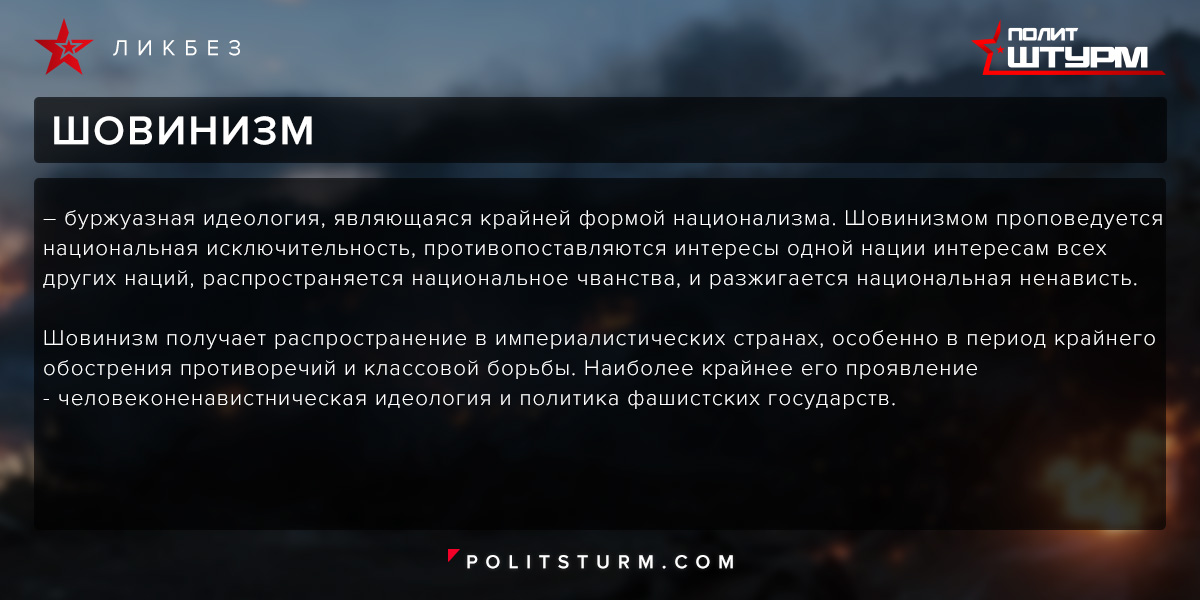 ЛИКБЕЗ
ПОЛИТ
ШТУРМ
ШОВИНИЗМ
– буржуазная идеология, являющаяся крайней формой национализма. Шовинизмом проповедуется
национальная исключительность, противопоставляются интересы одной нации интересам всех
других наций, распространяется национальное чванства, и разжигается национальная ненависть.
Шовинизм получает распространение в империалистических странах, особенно в период крайнего
обострения противоречий и классовой борьбы. Наиболее крайнее его проявление
- человеконенавистническая идеология и политика фашистских государств.
POLITSTURM.COM